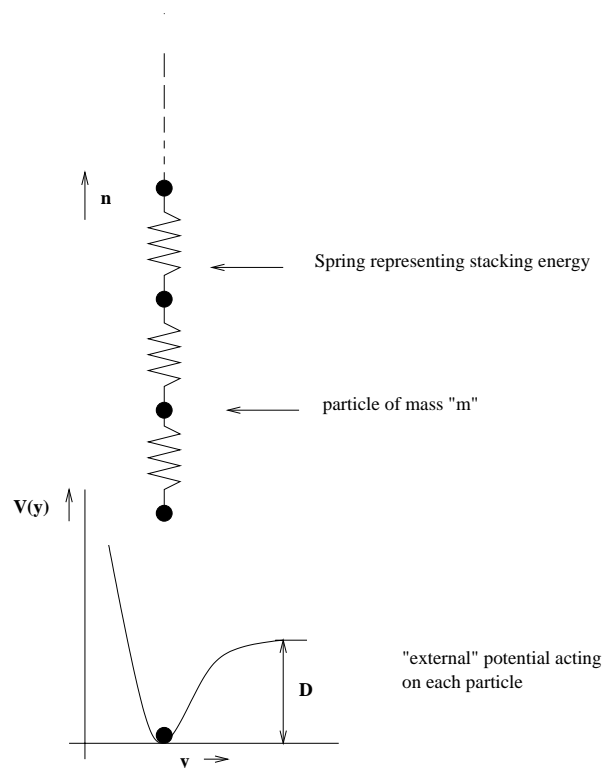 n
Spring representing stacking energy
particle of mass "m"
V(y)
"external" potential acting
on each particle
D
y